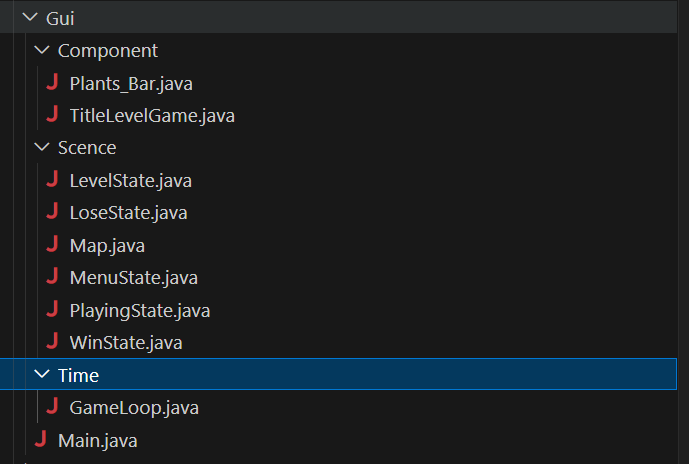 Gui
Component
Plants_Bar.java
TitleLevelGame.java
Scence
LevelState.java
LoseState.java
Map.java
MenuState.java
PlayingState.java
WinState.java
Time
GameLoop.java
Main.java